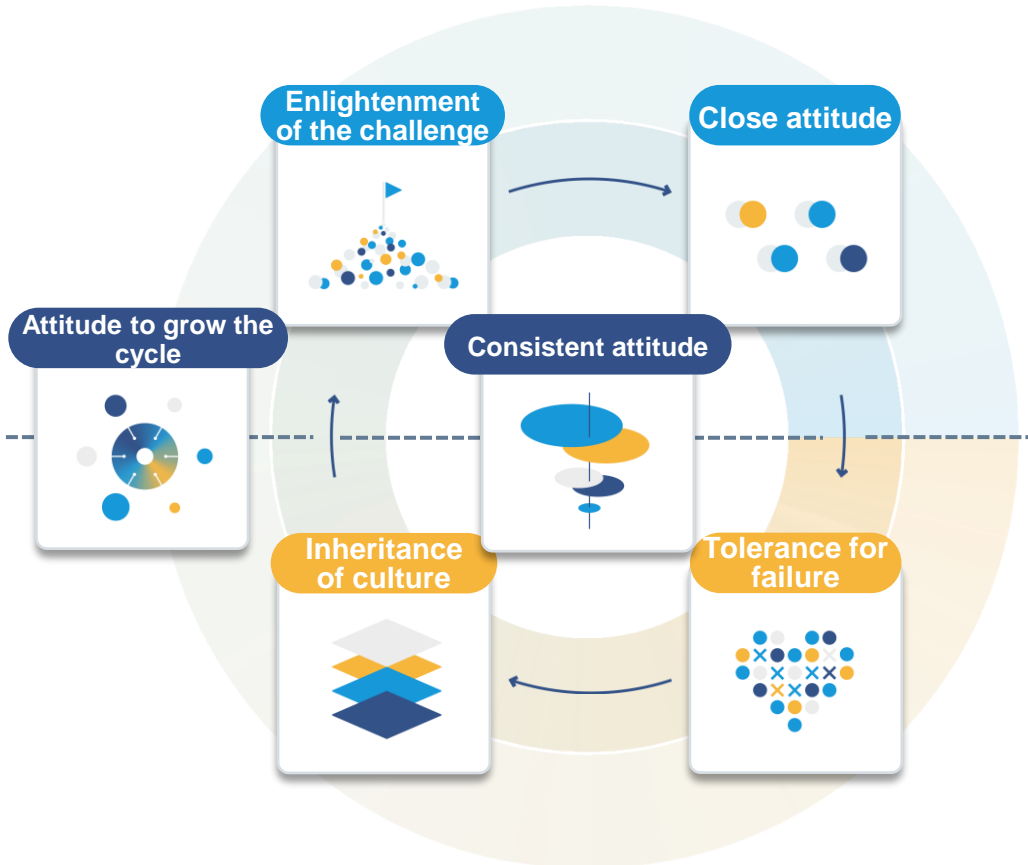 Enlightenment
of the challenge
Close attitude
Attitude to grow the
cycle
Consistent attitude
Inheritance
of culture
Tolerance for
failure